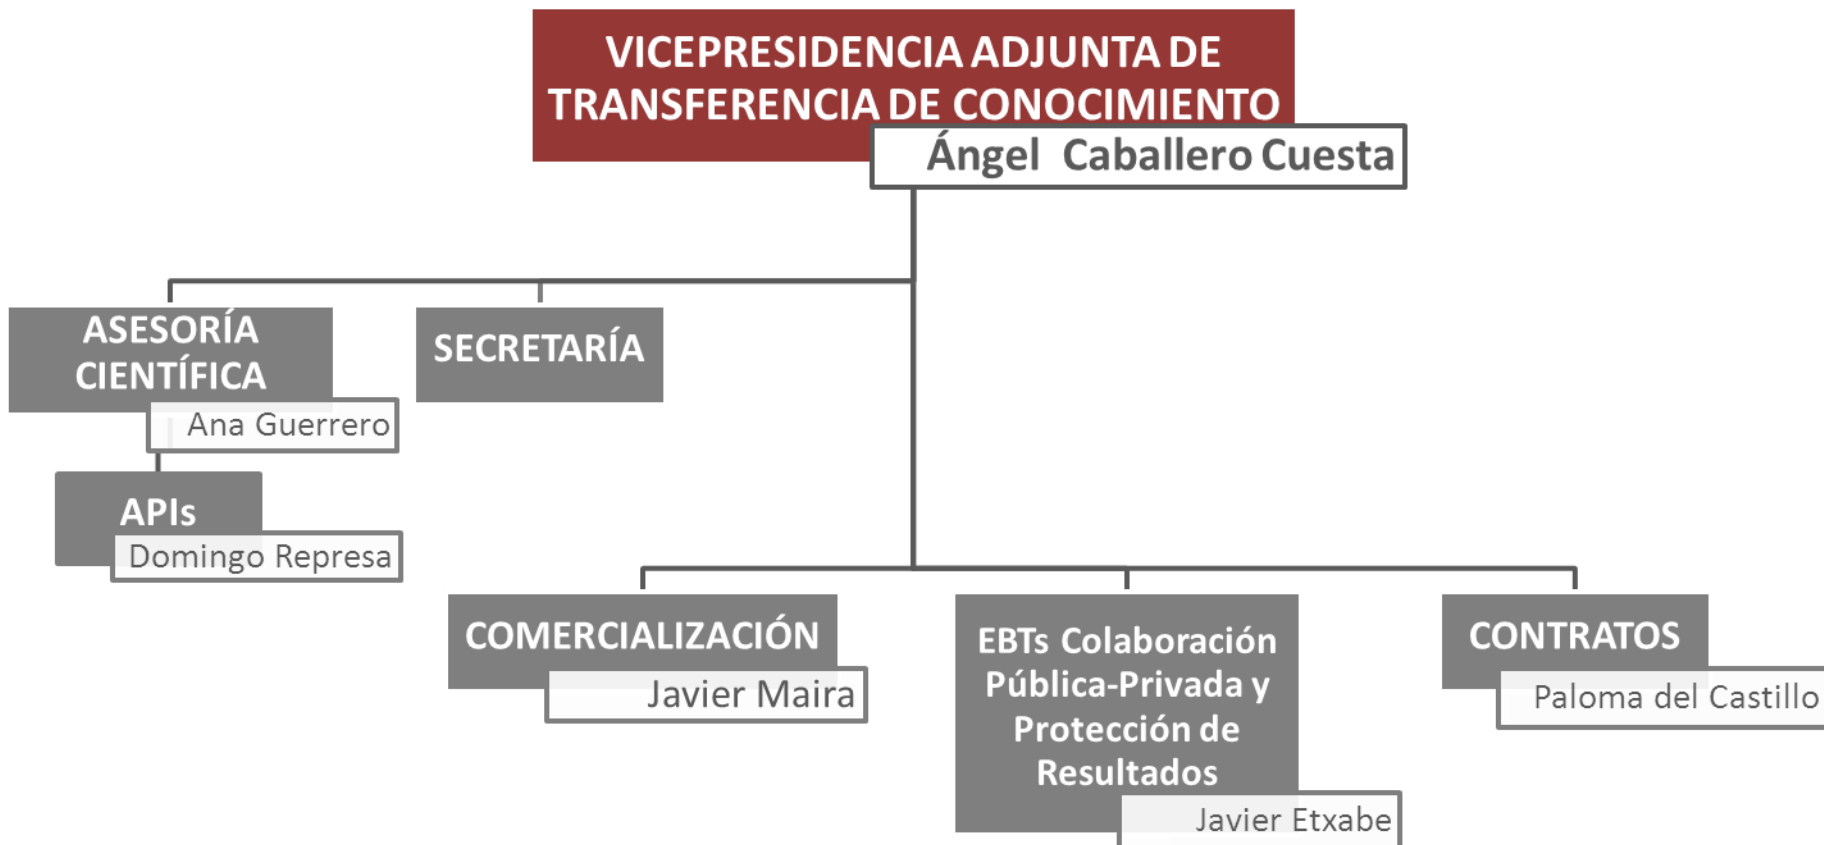 VICEPRESIDENCIA ADJUNTA DE
TRANSFERENCIA DE CONOCIMIENTO
Ángel Caballero Cuesta
ASESORÍA
CIENTÍFICA
Ana Guerrero
SECRETARÍA
APIs
Domingo Represa
COMERCIALIZACIÓN
Javier Maira
EBTs Colaboración
Pública-Privada y
Protección de
Resultados
Javier Etxabe
CONTRATOS
Paloma del Castillo